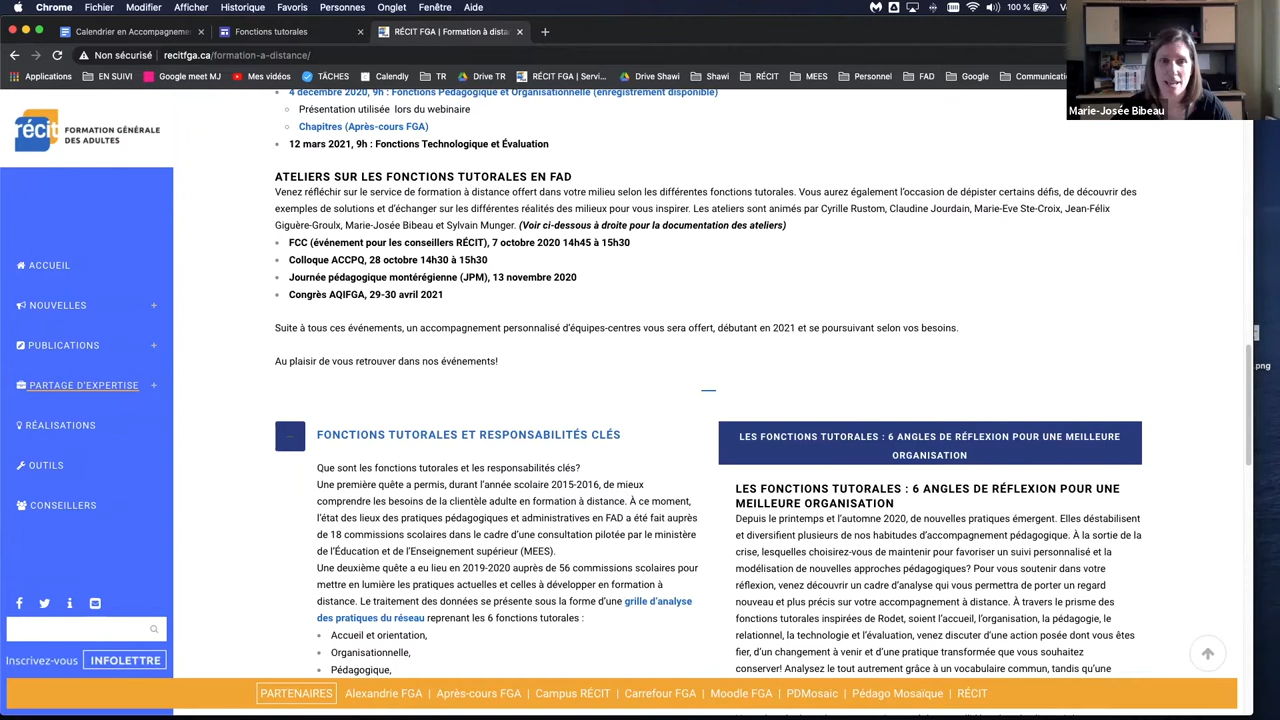 Chrome Fichier Modifier Afficher Historique Favoris Personnes Onglet Fenêtre Aide 100 %
Calendrier en Accompagneme × Fonctions tutorales × RÉCIT FGA | Formation à distan × +
Non sécurisé | recitfga.ca/formation-a-distance/
Applications EN SUIVI Google meet MJ Mes vidéos TÂCHES Calendly TR Drive TR RÉCIT FGA | Servi... Drive Shawi Shawi RÉCIT MEES Personnel FAD Google Communicati
Marie-Josée Bibeau
récit FORMATION GÉNÉRALE
DES ADULTES
ACCUEIL
NOUVELLES +
PUBLICATIONS +
PARTAGE D'EXPERTISE +
RÉALISATIONS
OUTILS
CONSEILLERS
Inscrivez-vous INFOLETTRE
4 décembre 2020, 9h : Fonctions Pédagogique et Organisationnelle (enregistrement disponible)
Présentation utilisée lors du webinaire
Chapitres (Après-cours FGA)
12 mars 2021, 9h : Fonctions Technologique et Évaluation
ATELIERS SUR LES FONCTIONS TUTORALES EN FAD
Venez réfléchir sur le service de formation à distance offert dans votre milieu selon les différentes fonctions tutorales. Vous aurez également l'occasion de dépister certains défis, de découvrir des
exemples de solutions et d'échanger sur les différentes réalités des milieux pour vous inspirer. Les ateliers sont animés par Cyrille Rustom, Claudine Jourdain, Marie-Eve Ste-Croix, Jean-Félix
Giguère-Groulx, Marie-Josée Bibeau et Sylvain Munger. (Voir ci-dessous à droite pour la documentation des ateliers)
FCC (événement pour les conseillers RÉCIT), 7 octobre 2020 14h45 à 15h30
Colloque ACCPQ, 28 octobre 14h30 à 15h30
Journée pédagogique montérégienne (JPM), 13 novembre 2020
Congrès AQIFGA, 29-30 avril 2021
Suite à tous ces événements, un accompagnement personnalisé d'équipes-centres vous sera offert, débutant en 2021 et se poursuivant selon vos besoins.
Au plaisir de vous retrouver dans nos événements!
FONCTIONS TUTORALES ET RESPONSABILITÉS CLÉS
Que sont les fonctions tutorales et les responsabilités clés?
Une première quête a permis, durant l'année scolaire 2015-2016, de mieux
comprendre les besoins de la clientèle adulte en formation à distance. À ce moment,
l'état des lieux des pratiques pédagogiques et administratives en FAD a été fait auprès
de 18 commissions scolaires dans le cadre d'une consultation pilotée par le ministère
de l'Éducation et de l'Enseignement supérieur (MEES).
Une deuxième quête a eu lieu en 2019-2020 auprès de 56 commissions scolaires pour
mettre en lumière les pratiques actuelles et celles à développer en formation à
distance. Le traitement des données se présente sous la forme d'une grille d'analyse
des pratiques du réseau reprenant les 6 fonctions tutorales :
Accueil et orientation,
Organisationnelle,
Pédagogique,
LES FONCTIONS TUTORALES : 6 ANGLES DE RÉFLEXION POUR UNE MEILLEURE
ORGANISATION
LES FONCTIONS TUTORALES : 6 ANGLES DE RÉFLEXION POUR UNE
MEILLEURE ORGANISATION
Depuis le printemps et l'automne 2020, de nouvelles pratiques émergent. Elles déstabilisent
et diversifient plusieurs de nos habitudes d'accompagnement pédagogique. À la sortie de la
crise, lesquelles choisirez-vous de maintenir pour favoriser un suivi personnalisé et la
modélisation de nouvelles approches pédagogiques? Pour vous soutenir dans votre
réflexion, venez découvrir un cadre d'analyse qui vous permettra de porter un regard
nouveau et plus précis sur votre accompagnement à distance. À travers le prisme des
fonctions tutorales inspirées de Rodet, soient l'accueil, l'organisation, la pédagogie, le
relationnel, la technologie et l'évaluation, venez discuter d'une action posée dont vous êtes
fier, d'un changement à venir et d'une pratique transformée que vous souhaitez
conserver! Analysez le tout autrement grâce à un vocabulaire commun, tandis qu'une
.png
PARTENAIRES Alexandrie FGA | Après-cours FGA | Campus RÉCIT | Carrefour FGA | Moodle FGA | PDMosaic | Pédago Mosaïque | RÉCIT